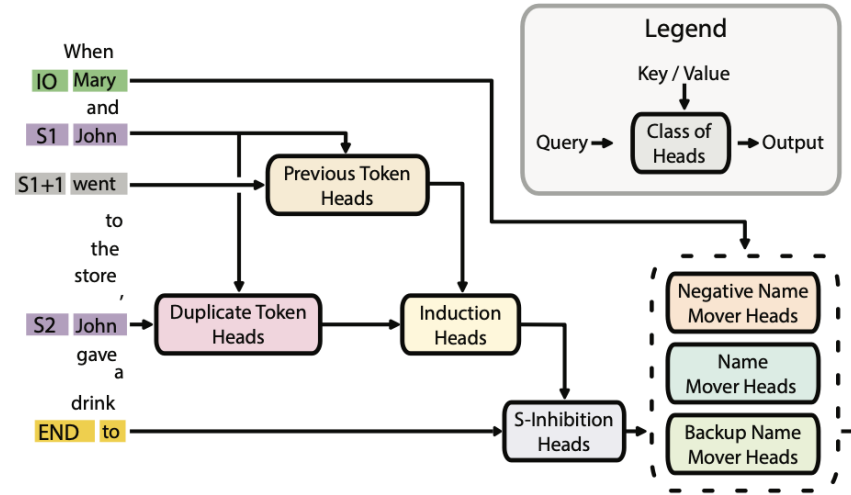 When
IO Mary
and
S1 John
S1+1 went
to
the
store
,
S2 John
gave
a
drink
END to
Previous Token
Heads
Duplicate Token
Heads
Induction
Heads
S-Inhibition
Heads
Negative Name
Mover Heads
Name
Mover Heads
Backup Name
Mover Heads
Legend
Key / Value
Query
Class of
Heads
Output